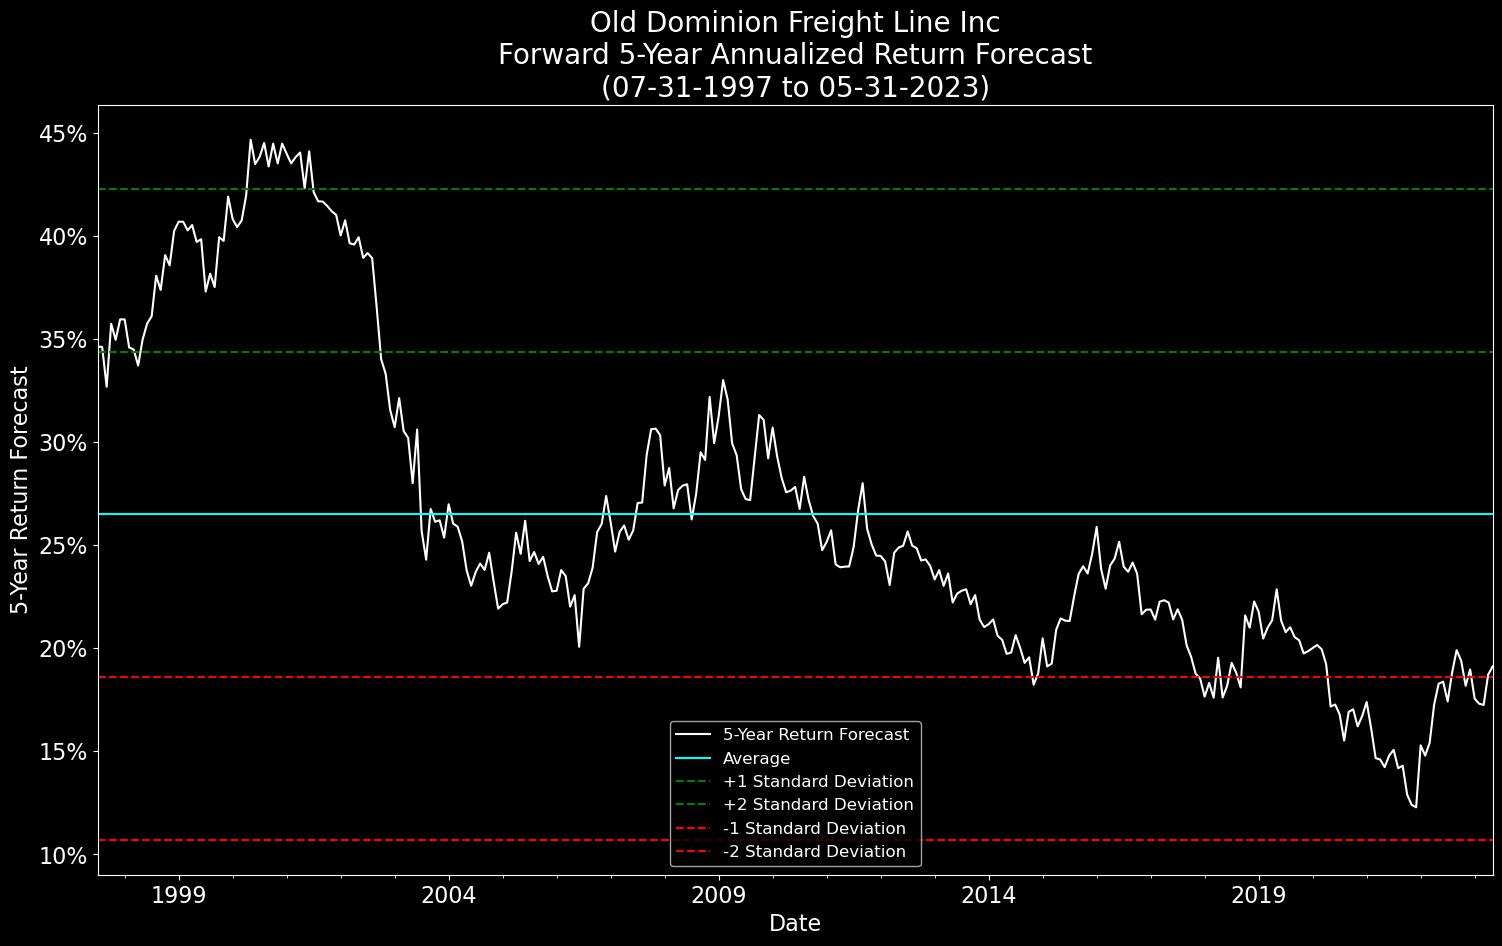 Old Dominion Freight Line Inc
Forward 5-Year Annualized Return Forecast
(07-31-1997 to 05-31-2023)
5-Year Return Forecast
45%
40%
35%
30%
25%
20%
15%
10%
5-Year Return Forecast
Average
+1 Standard Deviation
+2 Standard Deviation
-1 Standard Deviation
-2 Standard Deviation
1999
2004
2009
2014
2019
Date